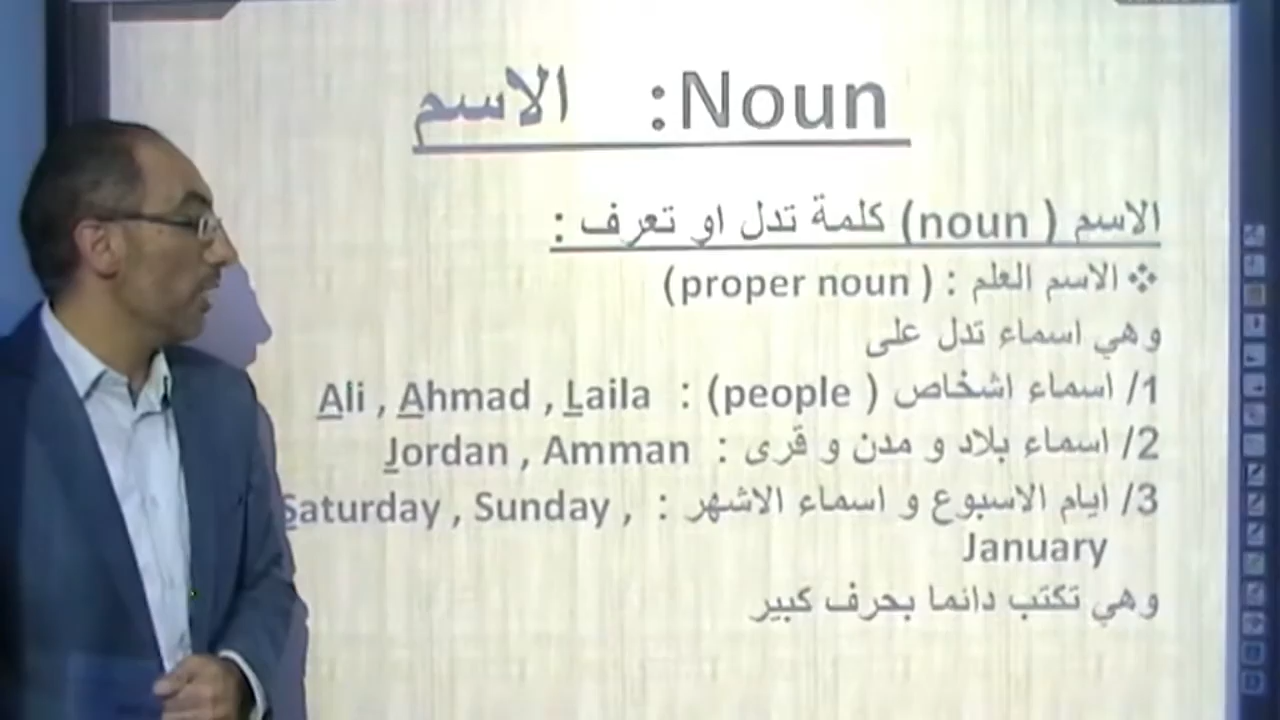 Noun: الاسم
الاسم ( noun) كلمة تدل او تعرف :
❖ الاسم العلم : ( proper noun)
وهي اسماء تدل على
1/ اسماء اشخاص ( people) : Ali , Ahmad , Laila
2/ اسماء بلاد و مدن و قرى : Jordan , Amman
3/ ايام الاسبوع و اسماء الاشهر : Saturday , Sunday ,
January
وهي تكتب دائما بحرف كبير